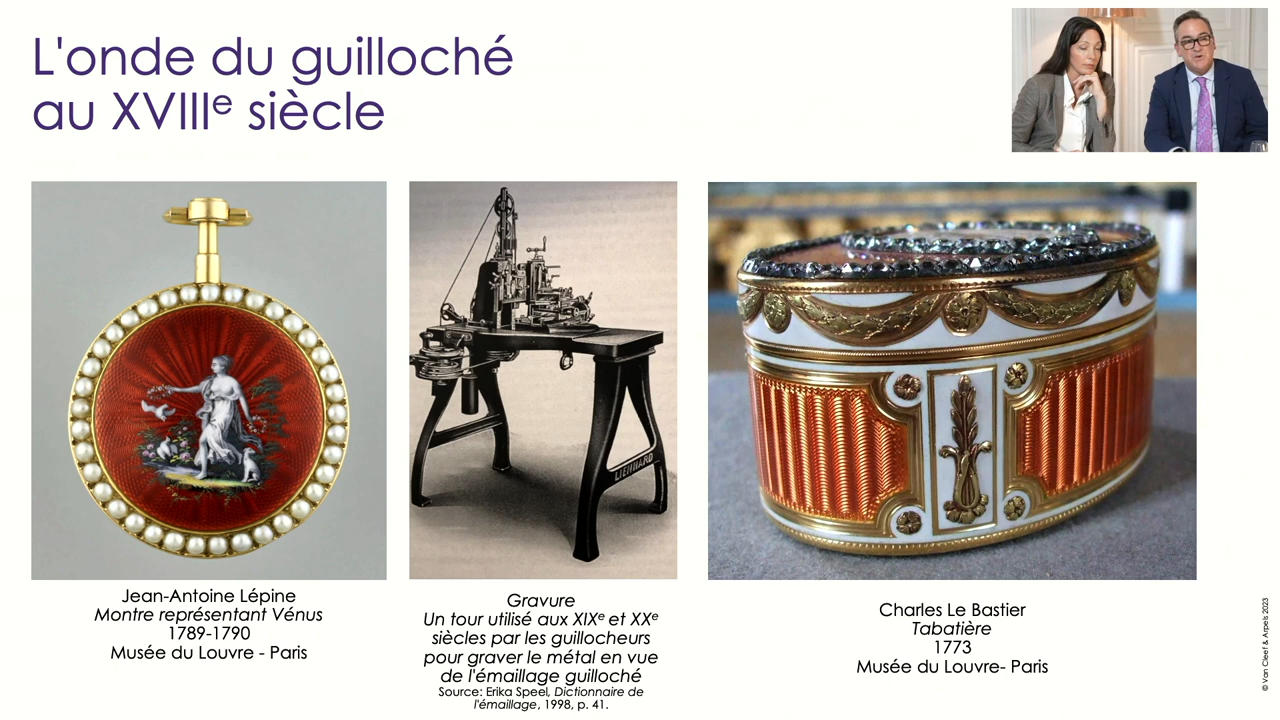 L'onde du guilloché
au XVIIIe siècle
LIENHARD
Jean-Antoine Lépine
Montre représentant Vénus
1789-1790
Musée du Louvre - Paris
Gravure
Un tour utilisé aux XIXe et XXe
siècles par les guillocheurs
pour graver le métal en vue
de l'émaillage guilloché
Source: Erika Speel, Dictionnaire de
l'émaillage, 1998, p. 41.
Charles Le Bastier
Tabatière
1773
Musée du Louvre- Paris
© Van Cleef & Arpels 2023